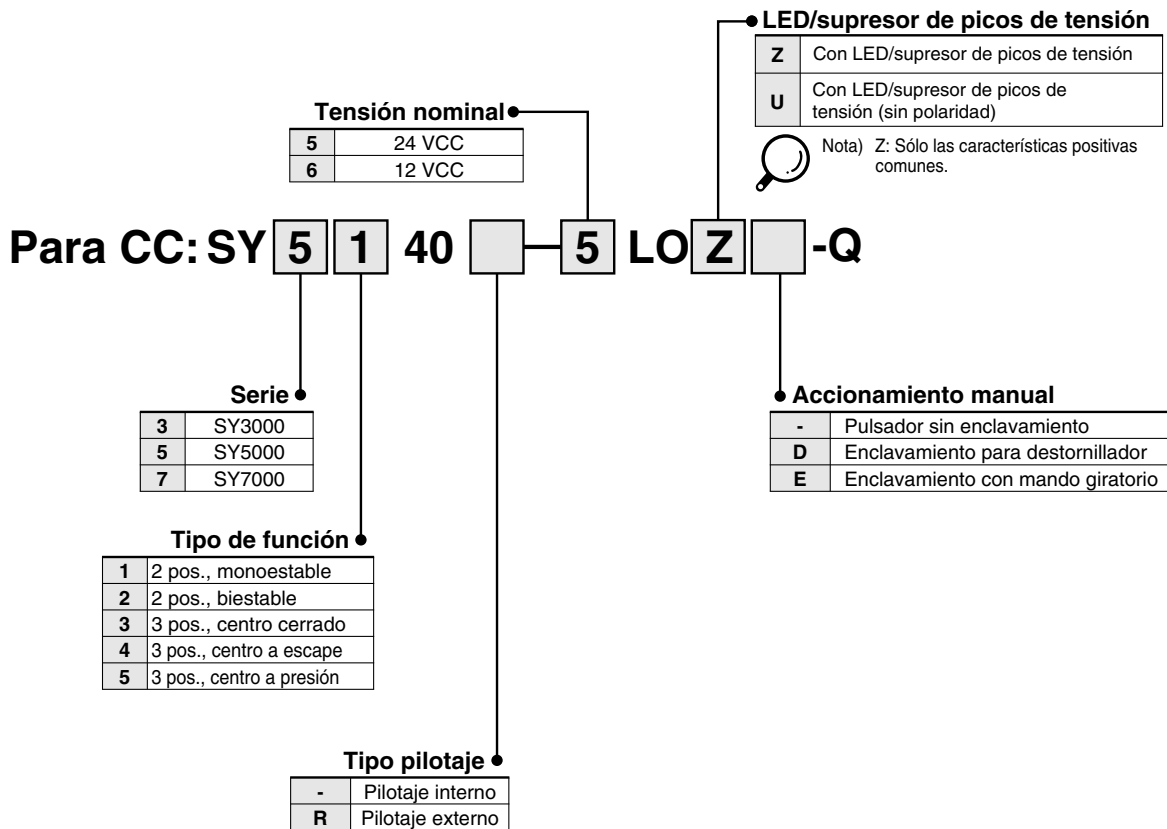 LED/supresor de picos de tensión
Z Con LED/supresor de picos de tensión
U Con LED/supresor de picos de
tensión (sin polaridad)
Nota) Z: Sólo las características positivas
comunes.
Tensión nominal
5 24 VCC
6 12 VCC
Para CC: SY 5 1 40 - 5 LO Z -Q
Serie
3 SY3000
5 SY5000
7 SY7000
Accionamiento manual
- Pulsador sin enclavamiento
D Enclavamiento para destornillador
E Enclavamiento con mando giratorio
Tipo de función
1 2 pos., monoestable
2 2 pos., biestable
3 3 pos., centro cerrado
4 3 pos., centro a escape
5 3 pos., centro a presión
Tipo pilotaje
- Pilotaje interno
R Pilotaje externo